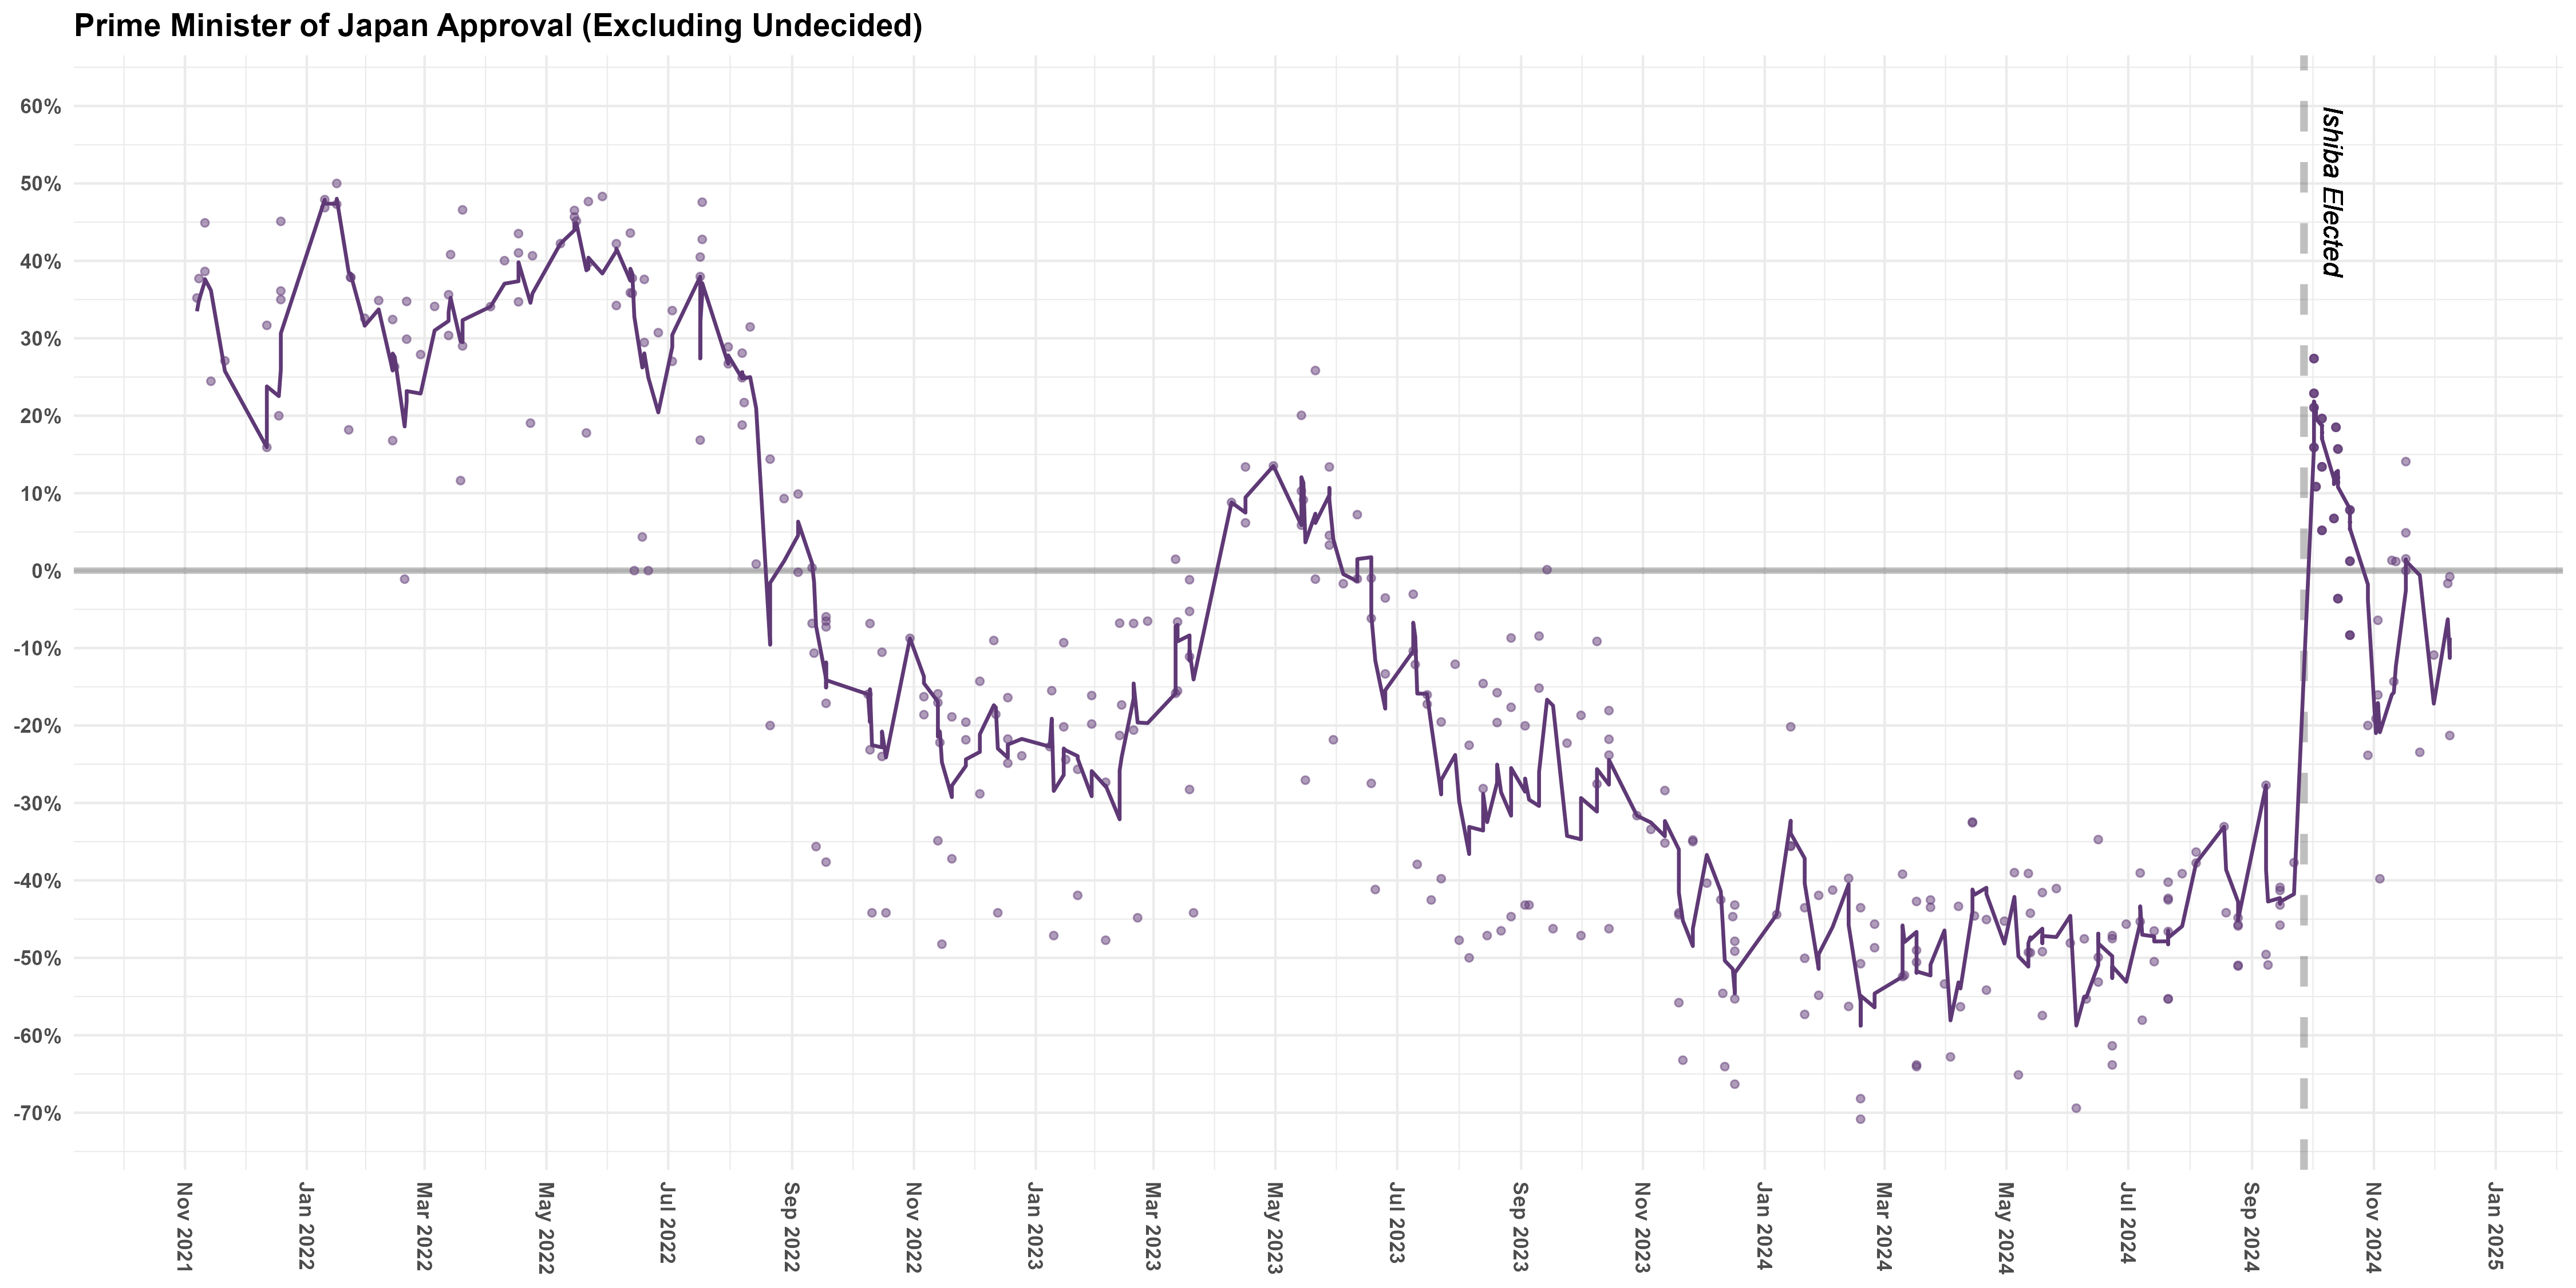 Prime Minister of Japan Approval (Excluding Undecided)
60%
50%
40%
30%
20%
10%
0%
-10%
-20%
-30%
-40%
-50%
-60%
-70%
Ishiba Elected
Nov 2021
Jan 2022
Mar 2022
May 2022
Jul 2022
Sep 2022
Nov 2022
Jan 2023
Mar 2023
May 2023
Jul 2023
Sep 2023
Nov 2023
Jan 2024
Mar 2024
May 2024
Jul 2024
Sep 2024
Nov 2024
Jan 2025